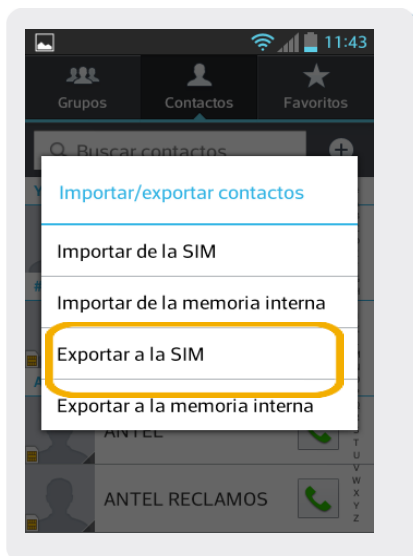 11:43
Grupos Contactos Favoritos
Buscar contactos
Importar/exportar contactos
Importar de la SIM
Importar de la memoria interna
Exportar a la SIM
Exportar a la memoria interna
ANTEL
T
U
V
W
ANTEL RECLAMOS
X
Y
Z